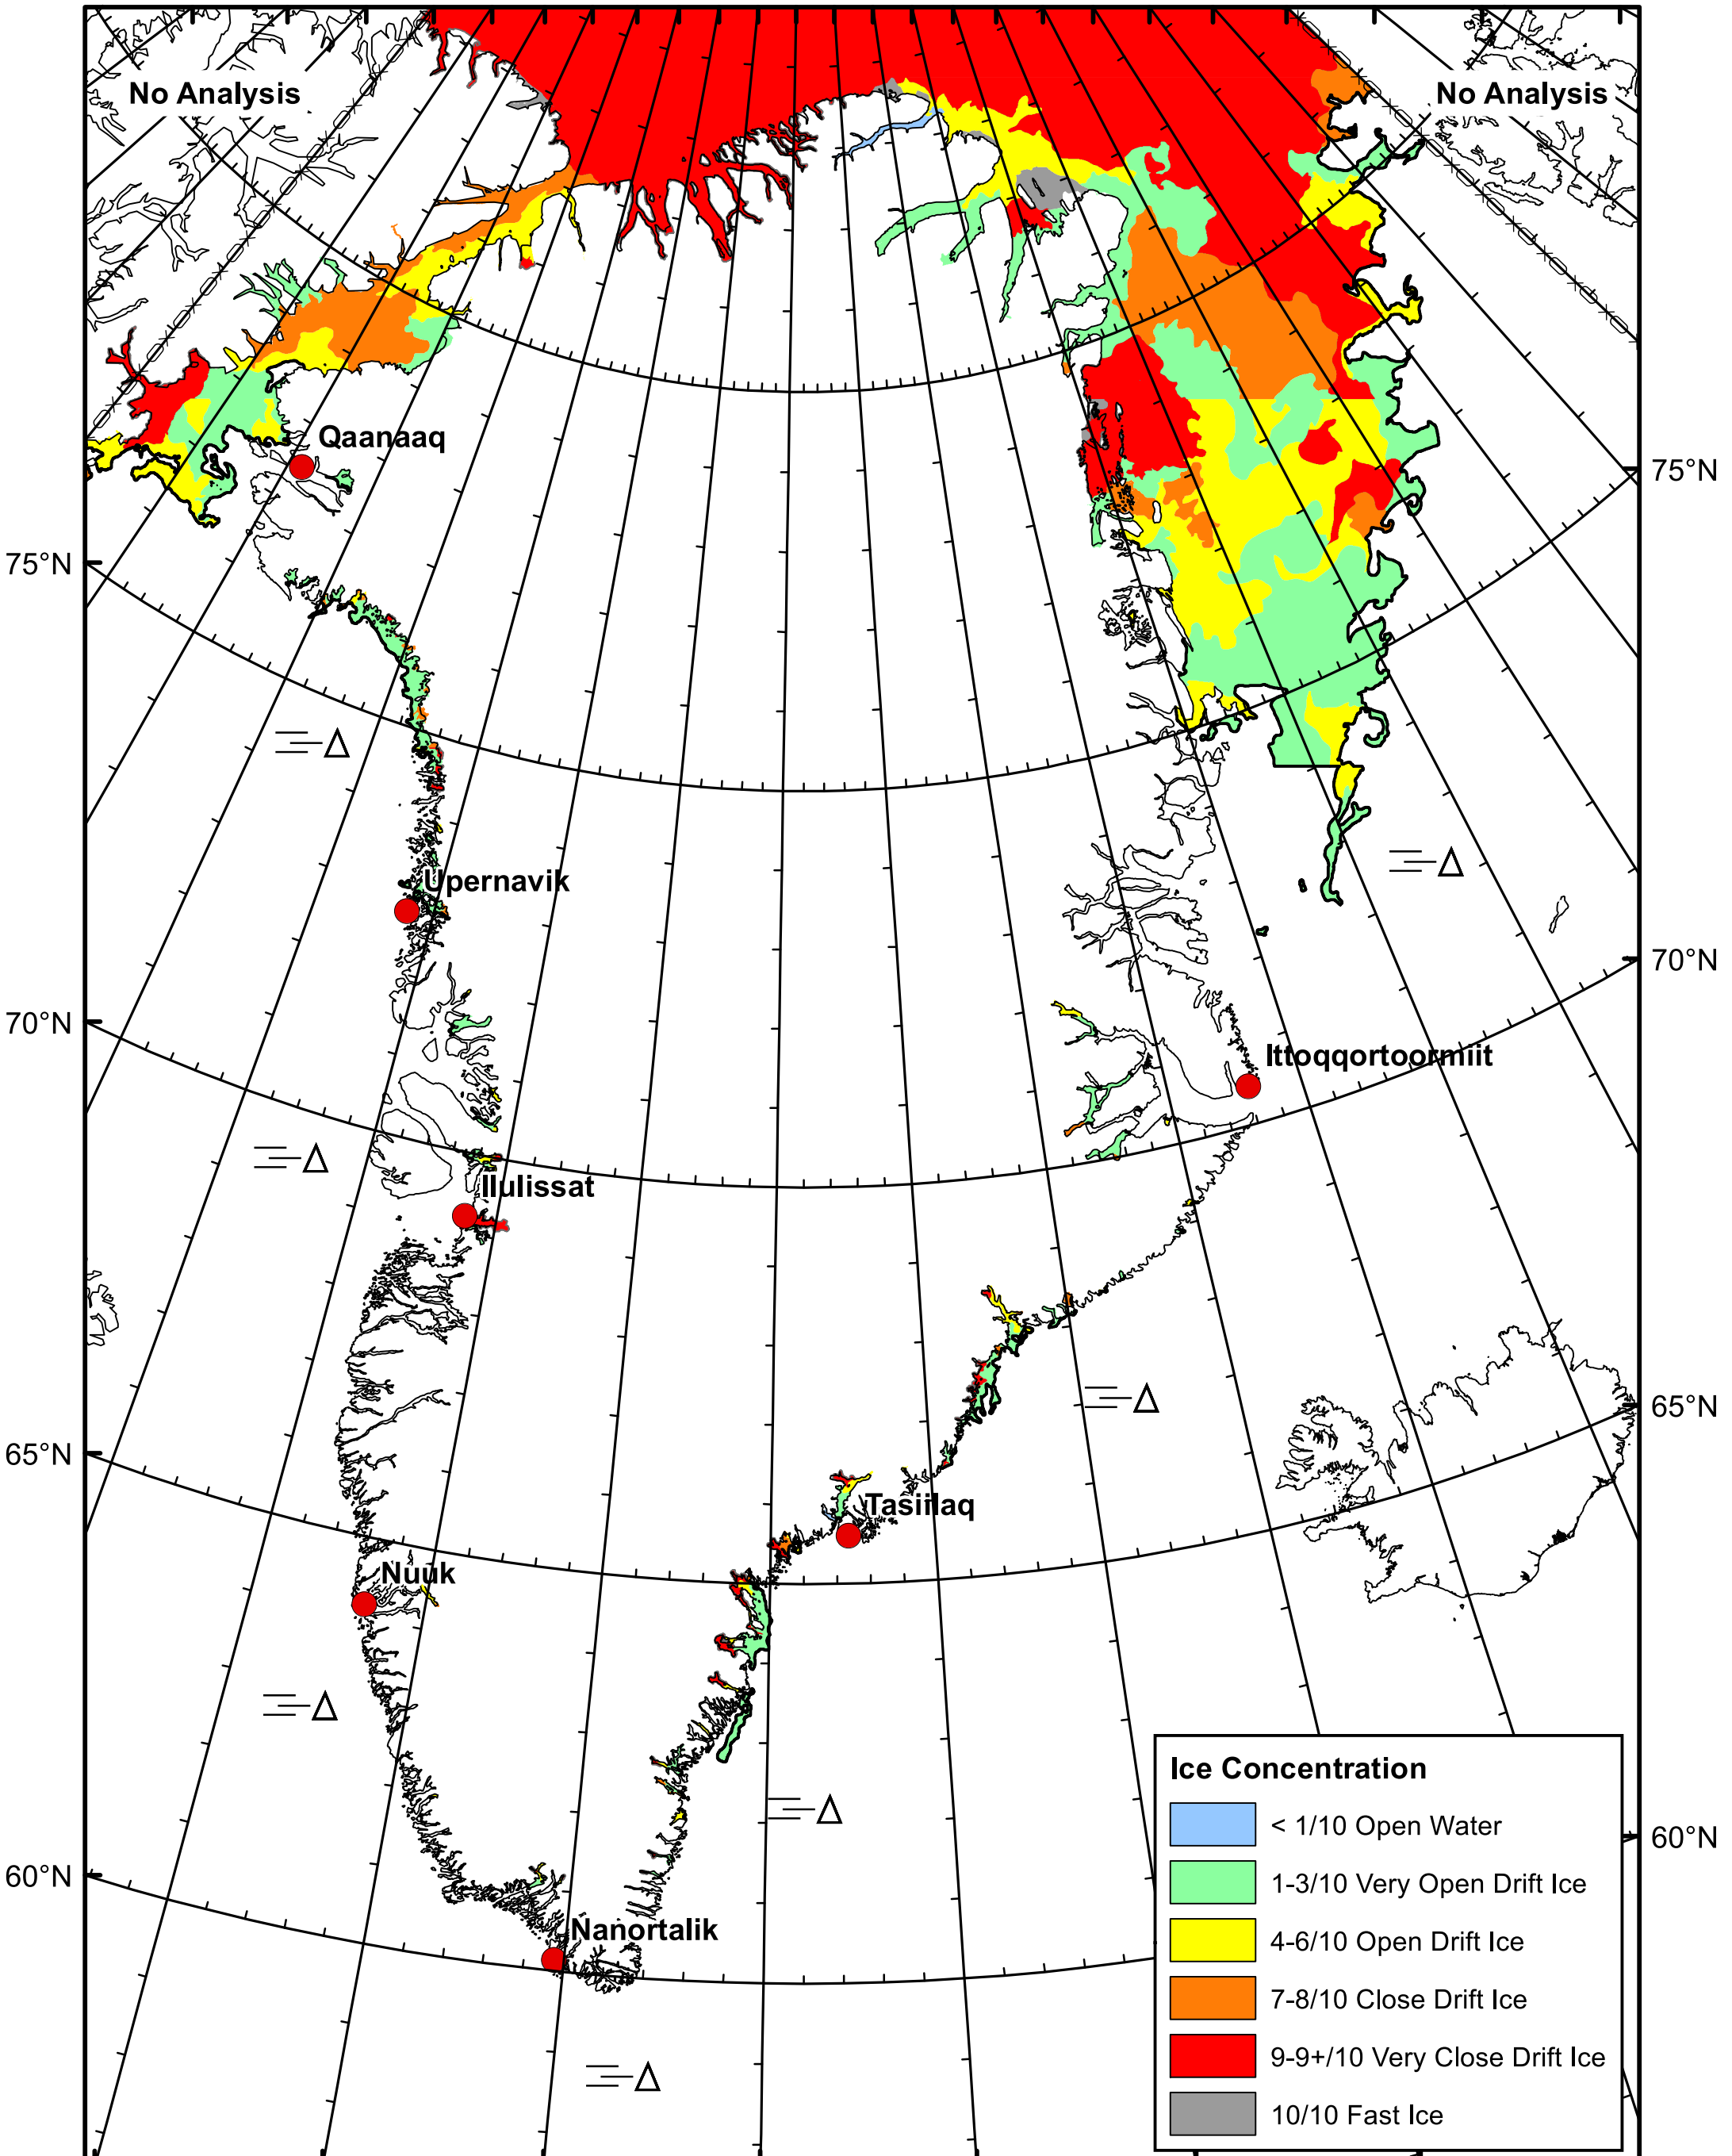 No Analysis
No Analysis
Qaanaaq
75°N
75°N
Upernavik
70°N
70°N
Ittoqqortoormiit
Ilulissat
65°N
65°N
Tasiilaq
Nuuk
60°N
60°N
Nanortalik
Ice Concentration
< 1/10 Open Water
1-3/10 Very Open Drift Ice
4-6/10 Open Drift Ice
7-8/10 Close Drift Ice
9-9+/10 Very Close Drift Ice
10/10 Fast Ice